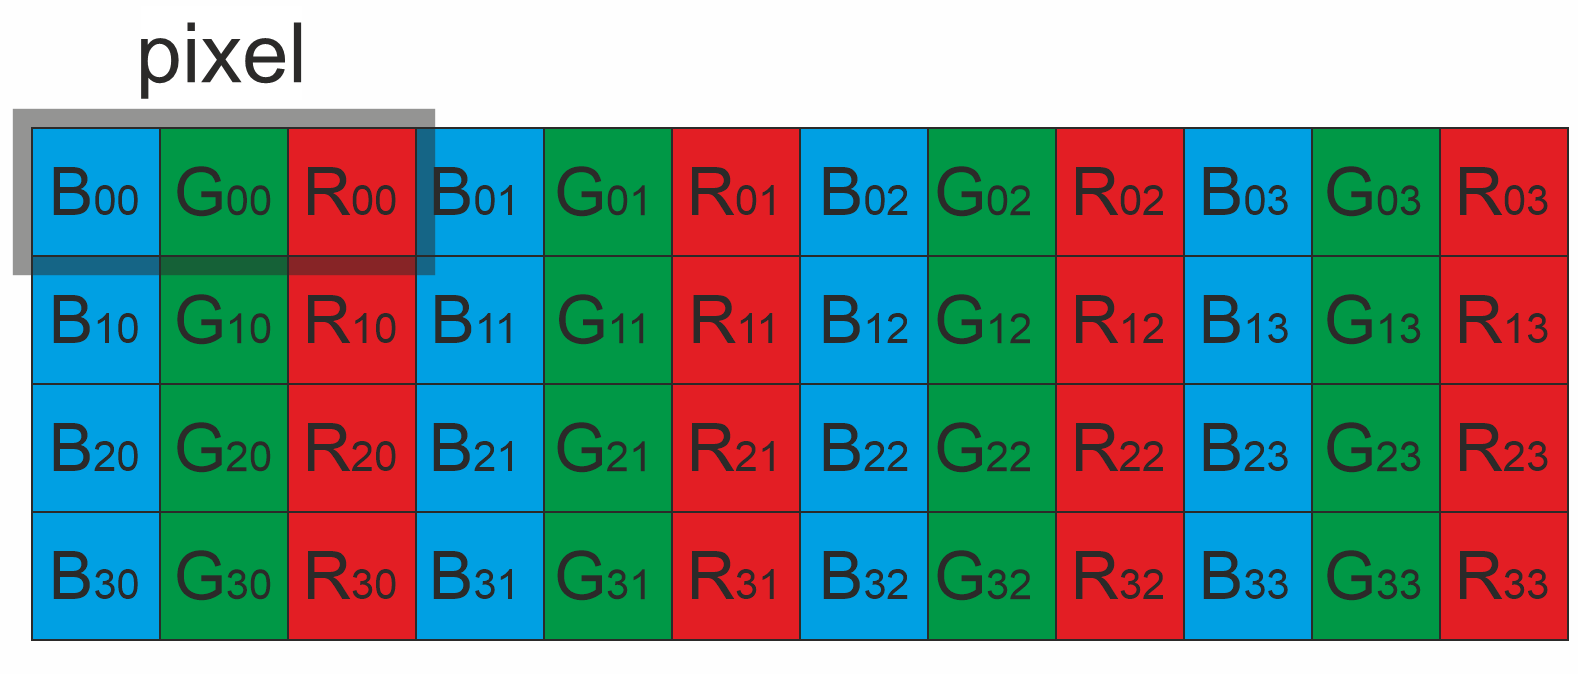 pixel
B00 G00 R00 B01 G01 R01 B02 G02 R02 B03 G03 R03
B10 G10 R10 B11 G11 R11 B12 G12 R12 B13 G13 R13
B20 G20 R20 B21 G21 R21 B22 G22 R22 B23 G23 R23
B30 G30 R30 B31 G31 R31 B32 G32 R32 B33 G33 R33